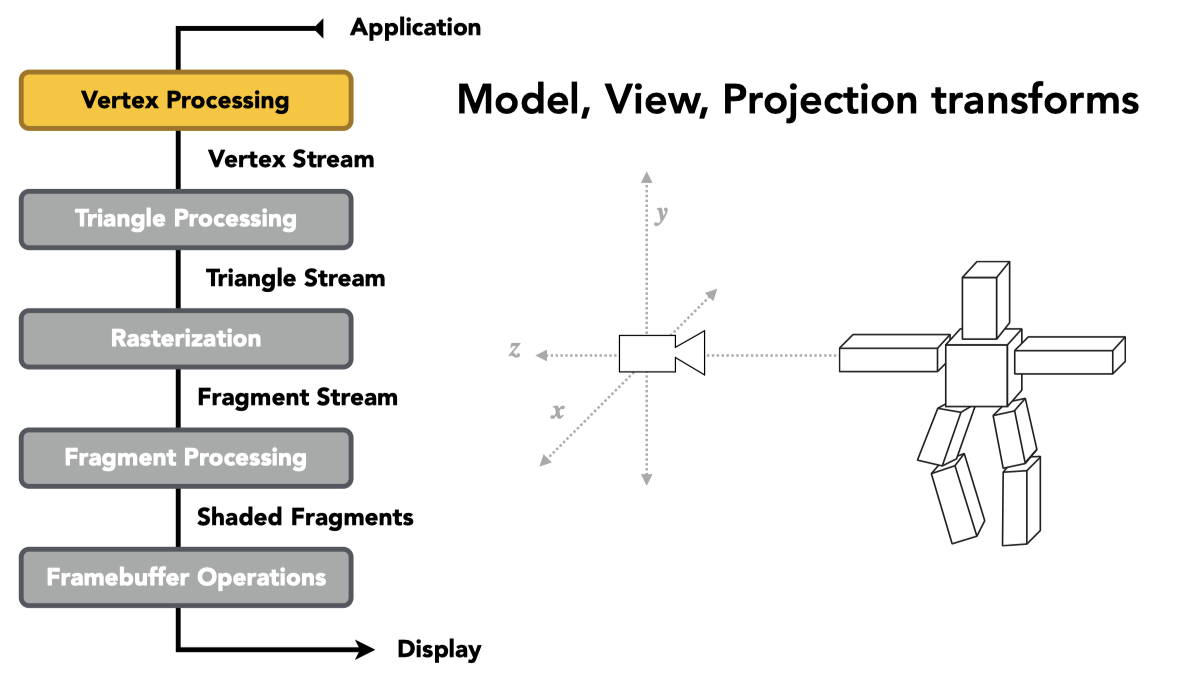 Application
Vertex Processing
Vertex Stream
Triangle Processing
Triangle Stream
Rasterization
Fragment Stream
Fragment Processing
Shaded Fragments
Framebuffer Operations
Display
Model, View, Projection transforms
y
z
x